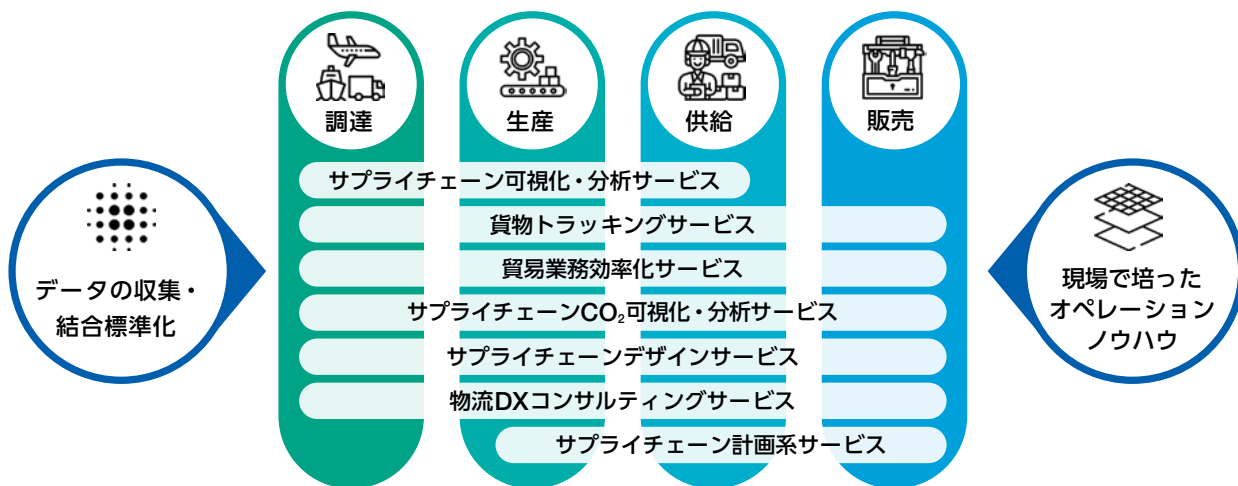 調達
生産
供給
販売
サプライチェーン可視化・分析サービス
貨物トラッキングサービス
貿易業務効率化サービス
サプライチェーンCO₂可視化・分析サービス
サプライチェーンデザインサービス
物流DXコンサルティングサービス
サプライチェーン計画系サービス
データの収集・
結合標準化
現場で培った
オペレーション
ノウハウ